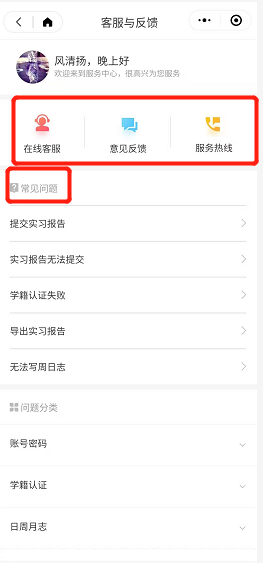 客服与反馈
风清扬，晚上好
欢迎来到服务中心，很高兴为您服务
在线客服 意见反馈 服务热线
常见问题
提交实习报告
实习报告无法提交
学籍认证失败
导出实习报告
无法写周日志
问题分类
账号密码
学籍认证
日周月志